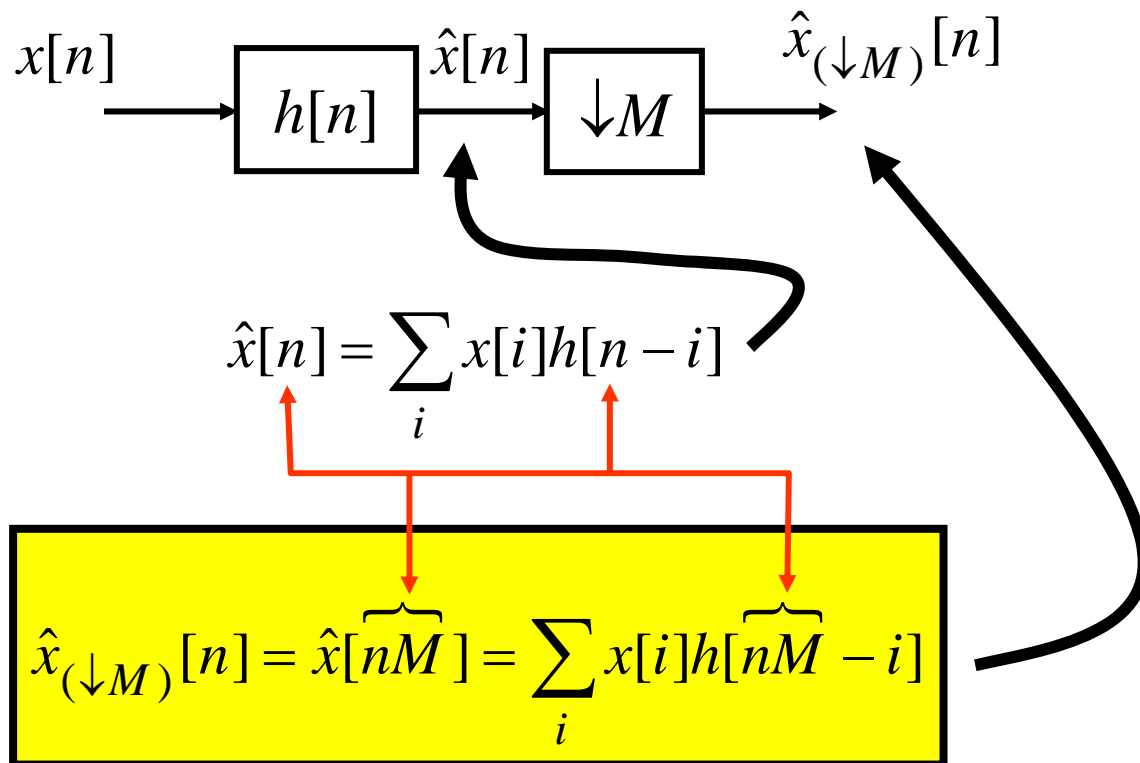 x[n] h[n] x̂[n] ↓M x̂(↓M)[n]
x̂[n] = ∑i x[i]h[n − i]
x̂(↓M)[n] = x̂[nM] = ∑i x[i]h[nM − i]